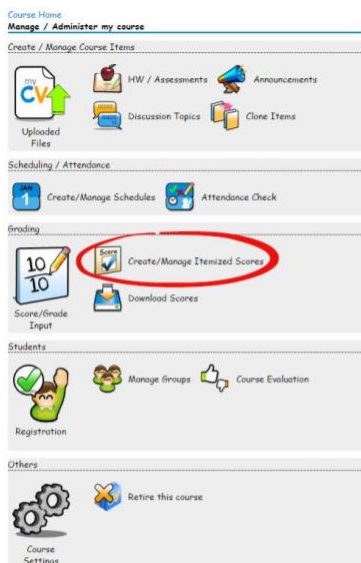 Course Home
Manage / Administer my course
Create / Manage Course Items
my
CV
Uploaded
Files
HW / Assessments
Announcements
Discussion Topics
Clone Items
Scheduling / Attendance
JAN
1
Create/Manage Schedules
Attendance Check
Grading
10
10
Score/Grade
Input
Score
Create/Manage Itemized Scores
Download Scores
Students
Registration
Manage Groups
Course Evaluation
Others
Course
Settings
Retire this course